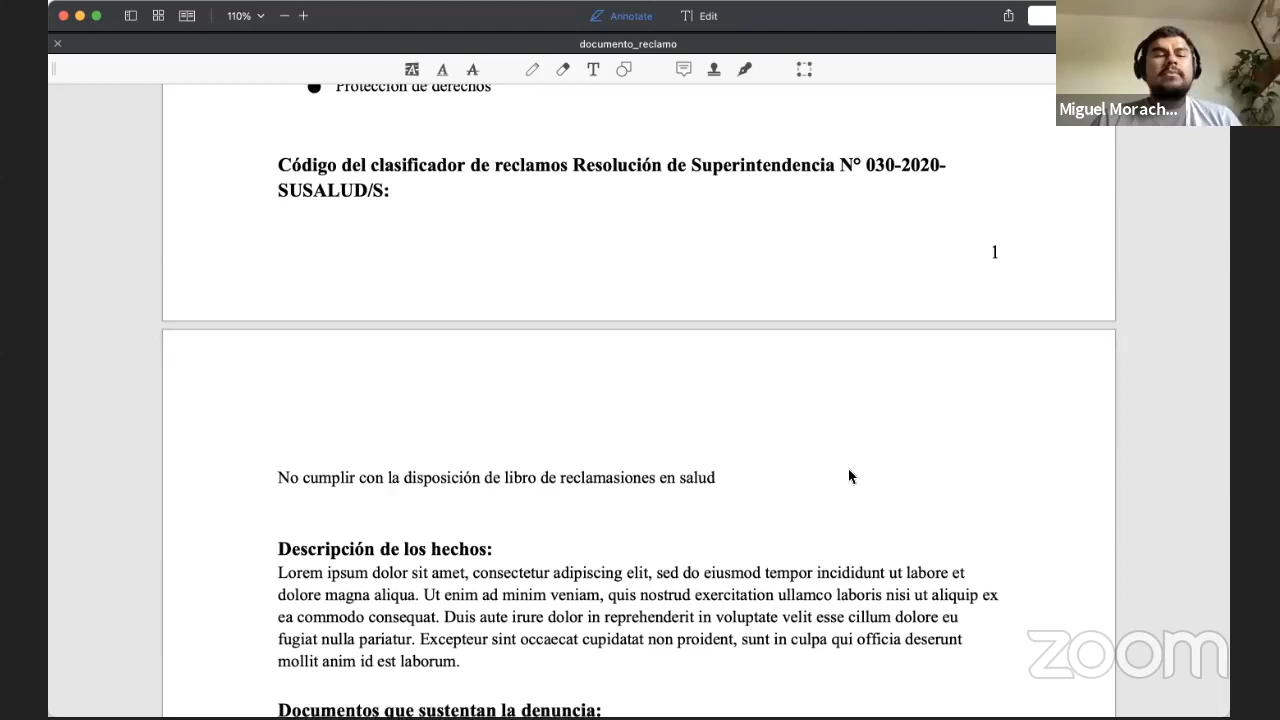 110%
Annotate
Edit
documento_reclamo
Miguel Morach...
Protección de derechos
Código del clasificador de reclamos Resolución de Superintendencia N° 030-2020-
SUSALUD/S:
1
No cumplir con la disposición de libro de reclamasiones en salud
Descripción de los hechos:
Lorem ipsum dolor sit amet, consectetur adipiscing elit, sed do eiusmod tempor incididunt ut labore et
dolore magna aliqua. Ut enim ad minim veniam, quis nostrud exercitation ullamco laboris nisi ut aliquip ex
ea commodo consequat. Duis aute irure dolor in reprehenderit in voluptate velit esse cillum dolore eu
fugiat nulla pariatur. Excepteur sint occaecat cupidatat non proident, sunt in culpa qui officia deserunt
mollit anim id est laborum.
Documentos que sustentan la denuncia:
zoom